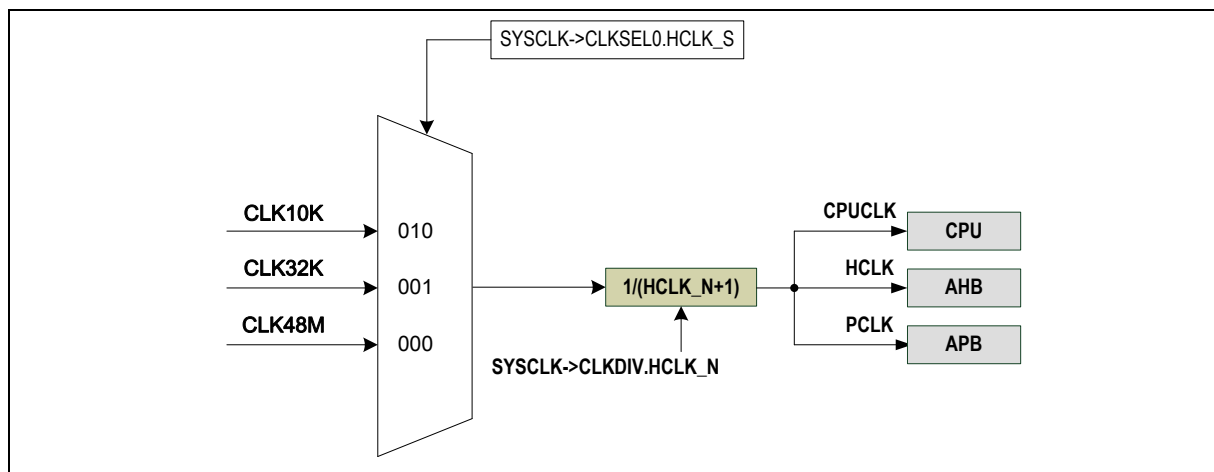 SYSCLK->CLKSEL0.HCLK_S
CLK10K
010
CLK32K
001
CLK48M
000
1/(HCLK_N+1)
SYSCLK->CLKDIV.HCLK_N
CPUCLK
CPU
HCLK
AHB
PCLK
APB